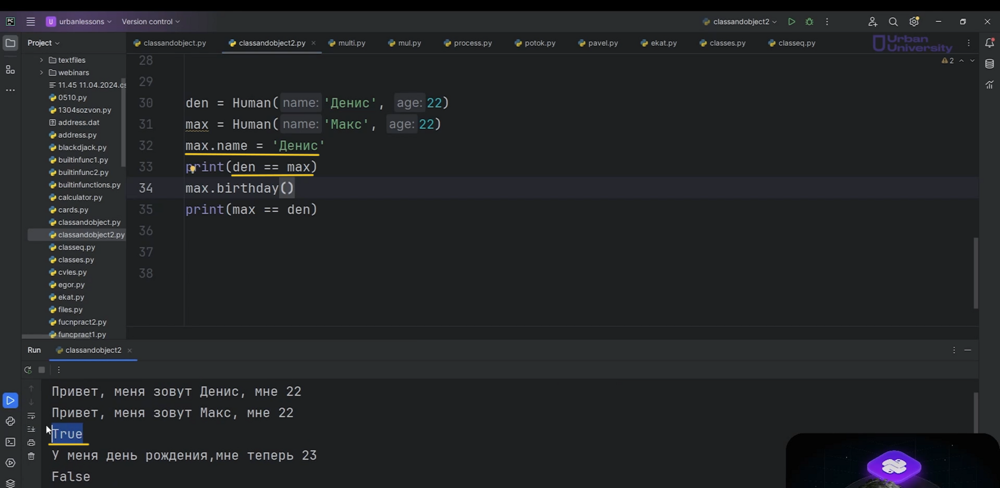 PC
U urbanlessons
Version control
classandobject2
Project
classandobject.py
classandobject2.py
multi.py
mul.py
process.py
potok.py
pavel.py
ekat.py
classes.py
classeq.py
Urban
University
textfiles
webinars
11.45 11.04.2024.cs
0510.py
1304sozvon.py
address.dat
address.py
blackdjack.py
builtinfunc1.py
builtinfunc2.py
builtinfunctions.py
calculator.py
cards.py
classandobject.py
classandobject2.py
classeq.py
classes.py
cvles.py
egor.py
ekat.py
files.py
fucnpract2.py
funcpract1.py
2
28
29
30 den = Human( name: 'Денис', age: 22)
31 max = Human( name: 'Макс', age: 22)
32 max.name = 'Денис'
33 print(den == max)
34 max.birthday()
35 print(max == den)
36
37
38
Run
classandobject2
Привет, меня зовут Денис, мне 22
Привет, меня зовут Макс, мне 22
True
У меня день рождения,мне теперь 23
False